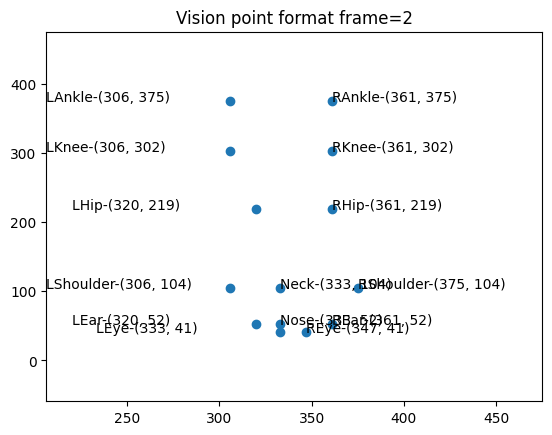 Vision point format frame=2
400
300
200
100
0
LAnkle-(306, 375)
RAnkle-(361, 375)
LKnee-(306, 302)
RKnee-(361, 302)
LHip-(320, 219)
RHip-(361, 219)
LShoulder-(306, 104)
Neck-(333, 104)
RShoulder-(375, 104)
LEar-(320, 52)
Nose-(333, 52)
REar-(361, 52)
LEye-(333, 41)
REye-(347, 41)
250 300 350 400 450